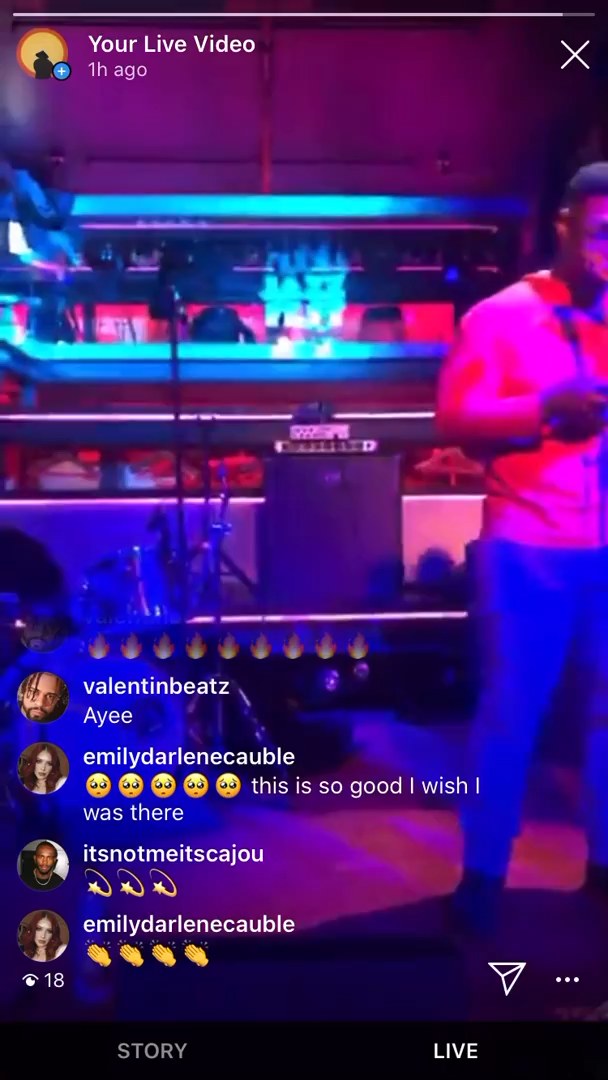 Your Live Video
1h ago
🔥🔥🔥🔥🔥🔥🔥🔥🔥
valentinbeatz
Ayee
emilydarlenecauble
🥺🥺🥺🥺🥺 this is so good I wish I
was there
itsnotmeitscajou
💫💫💫
emilydarlenecauble
👏👏👏👏
18
STORY
LIVE